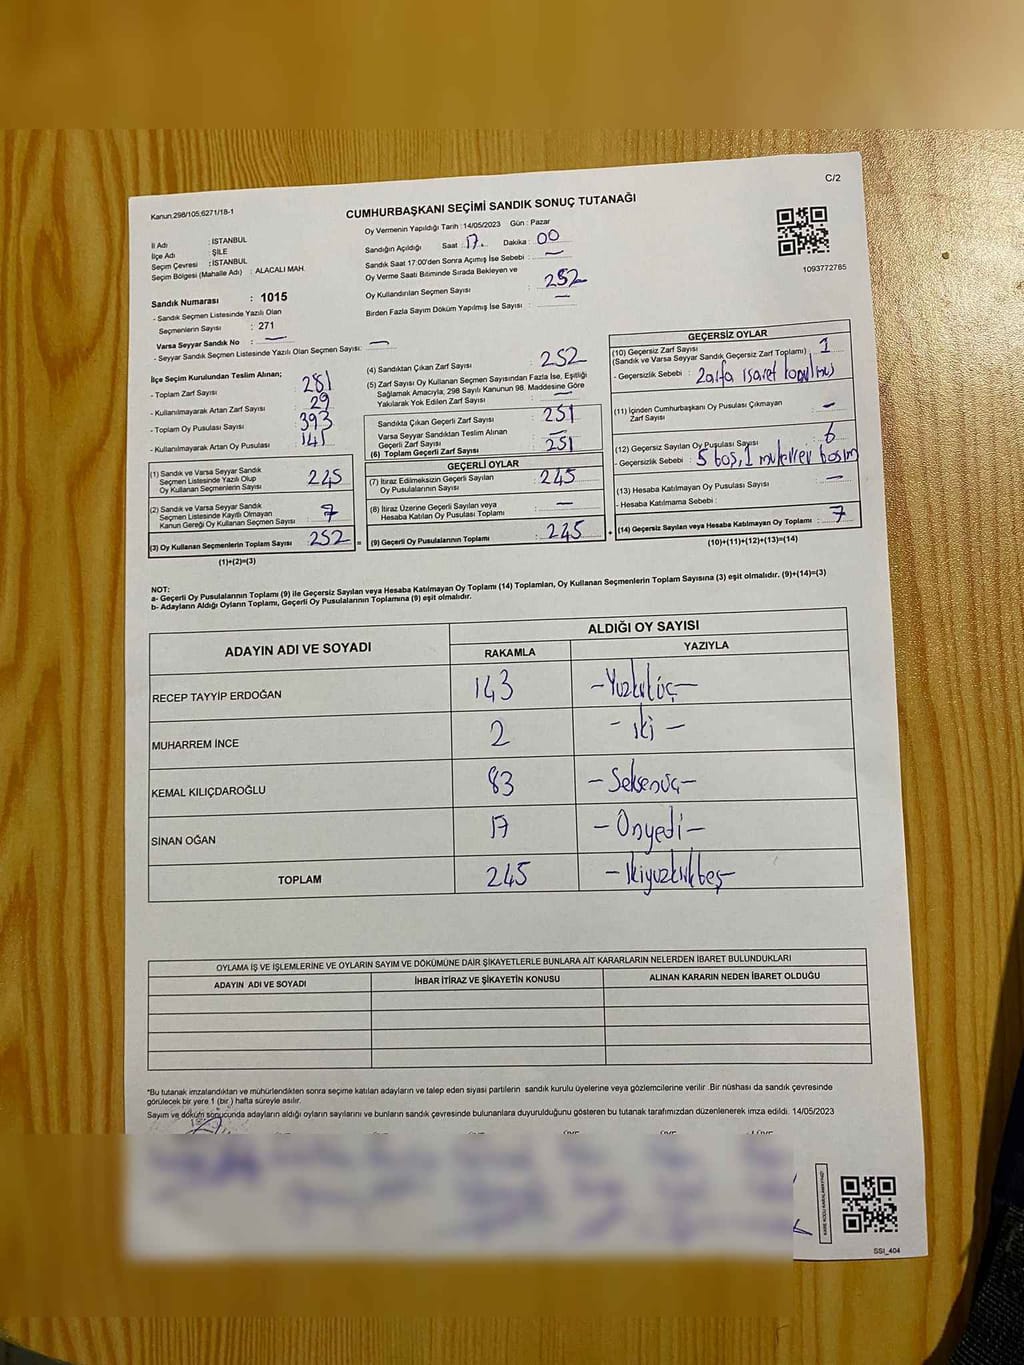 C/2
Kanun.298/105,6271/18-1
CUMHURBAŞKANI SEÇİMİ SANDIK SONUÇ TUTANAĞI
1093772765
İl Adı : İSTANBUL
İlçe Adı : ŞİLE
Seçim Çevresi : İSTANBUL
Seçim Bölgesi (Mahalle Adı) : ALACALI MAH.
Sandık Numarası : 1015
- Sandık Seçmen Listesinde Yazılı Olan
Seçmenlerin Sayısı : 271
Varsa Seyyar Sandık No : —
- Seyyar Sandık Seçmen Listesinde Yazılı Olan Seçmen Sayısı: —
Oy Vermenin Yapıldığı Tarih : 14/05/2023 Gün : Pazar
Sandığın Açıldığı Saat : 17. Dakika : 00
Sandık Saat 17:00'den Sonra Açımış İse Sebebi : —
Oy Verme Saati Bitiminde Sırada Bekleyen ve
Oy Kullandırılan Seçmen Sayısı : 252
Birden Fazla Sayım Döküm Yapılmış İse Sayısı : —
İlçe Seçim Kurulundan Teslim Alınan;
- Toplam Zarf Sayısı : 281
- Kullanılmayarak Artan Zarf Sayısı : 29
- Toplam Oy Pusulası Sayısı : 393
- Kullanılmayarak Artan Oy Pusulası : 141
(1) Sandık ve Varsa Seyyar Sandık
Seçmen Listesinde Yazılı Olup
Oy Kullanan Seçmenlerin Sayısı : 245
(2) Sandık ve Varsa Seyyar Sandık
Seçmen Listesinde Kayıtlı Olmayan
Kanun Gereği Oy Kullanan Seçmen Sayısı : 7
(3) Oy Kullanan Seçmenlerin Toplam Sayısı : 252 =
(1)+(2)=(3)
(4) Sandıktan Çıkan Zarf Sayısı : 252
(5) Zarf Sayısı Oy Kullanan Seçmen Sayısından Fazla İse, Eşitliği
Sağlamak Amacıyla; 298 Sayılı Kanunun 98. Maddesine Göre
Yakılarak Yok Edilen Zarf Sayısı : —
Sandıkta Çıkan Geçerli Zarf Sayısı : 251
Varsa Seyyar Sandıktan Teslim Alınan
Geçerli Zarf Sayısı : —
(6) Toplam Geçerli Zarf Sayısı : 251
GEÇERLİ OYLAR
(7) İtiraz Edilmeksizin Geçerli Sayılan
Oy Pusulalarının Sayısı : 245
(8) İtiraz Üzerine Geçerli Sayılan veya
Hesaba Katılan Oy Pusulası Toplamı : —
(9) Geçerli Oy Pusulalarının Toplamı : 245 +
GEÇERSİZ OYLAR
(10) Geçersiz Zarf Sayısı
(Sandık ve Varsa Seyyar Sandık Geçersiz Zarf Toplamı) : 1
- Geçersizlik Sebebi : Zarfa işaret konulmuş
(11) İçinden Cumhurbaşkanı Oy Pusulası Çıkmayan
Zarf Sayısı : —
(12) Geçersiz Sayılan Oy Pusulası Sayısı : 6
- Geçersizlik Sebebi : 5 boş, 1 mükerrer basım
(13) Hesaba Katılmayan Oy Pusulası Sayısı : —
- Hesaba Katılmama Sebebi :
(14) Geçersiz Sayılan veya Hesaba Katılmayan Oy Toplamı : 7
(10)+(11)+(12)+(13)=(14)
NOT:
a- Geçerli Oy Pusulalarının Toplamı (9) ile Geçersiz Sayılan veya Hesaba Katılmayan Oy Toplamı (14) Toplamları, Oy Kullanan Seçmenlerin Toplam Sayısına (3) eşit olmalıdır. (9)+(14)=(3)
b- Adayların Aldığı Oyların Toplamı, Geçerli Oy Pusulalarının Toplamına (9) eşit olmalıdır.
ADAYIN ADI VE SOYADI ALDIĞI OY SAYISI
RAKAMLA YAZIYLA
RECEP TAYYİP ERDOĞAN 143 -Yüzkırküç-
MUHARREM İNCE 2 - iki -
KEMAL KILIÇDAROĞLU 83 -Seksenüç-
SİNAN OĞAN 17 -Onyedi-
TOPLAM 245 -İkiyüzkırkbeş-
OYLAMA İŞ VE İŞLEMLERİNE VE OYLARIN SAYIM VE DÖKÜMÜNE DAİR ŞİKAYETLERLE BUNLARA AİT KARARLARIN NELERDEN İBARET BULUNDUKLARI
ADAYIN ADI VE SOYADI İHBAR İTİRAZ VE ŞİKAYETİN KONUSU ALINAN KARARIN NEDEN İBARET OLDUĞU
*Bu tutanak imzalandıktan ve mühürlendikten sonra seçime katılan adayların ve talep eden siyasi partilerin sandık kurulu üyelerine veya gözlemcilerine verilir .Bir nüshası da sandık çevresinde
görülecek bir yere 1 (bir ) hafta süreyle asılır.
Sayım ve döküm sonucunda adayların aldığı oyların sayılarını ve bunların sandık çevresinde bulunanlara duyurulduğunu gösteren bu tutanak tarafımızdan düzenlenerek imza edildi. 14/05/2023
SSI_404